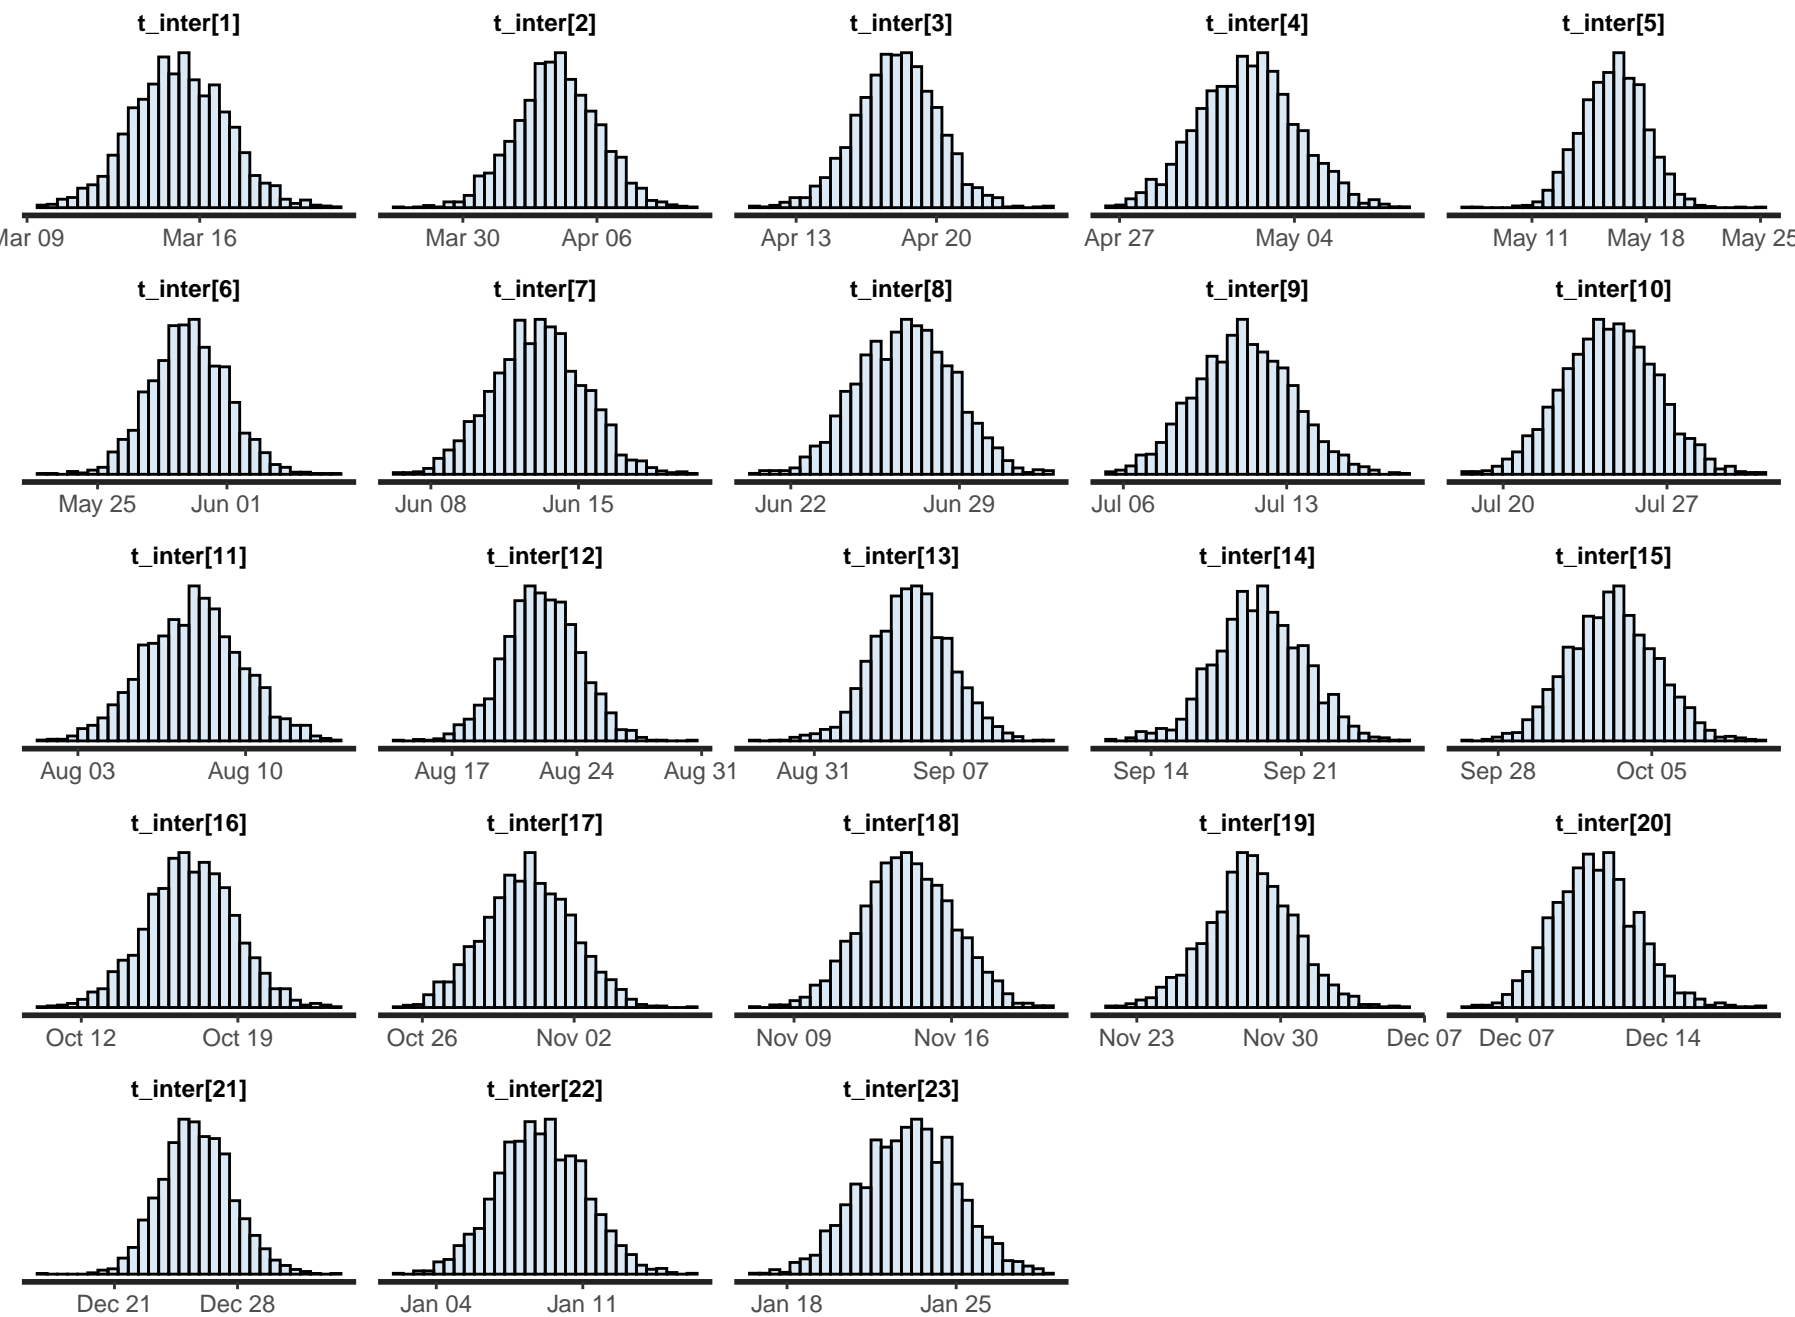 t_inter[1] t_inter[2] t_inter[3] t_inter[4] t_inter[5]
Mar 09 Mar 16 Mar 30 Apr 06 Apr 13 Apr 20 Apr 27 May 04 May 11 May 18 May 25
t_inter[6] t_inter[7] t_inter[8] t_inter[9] t_inter[10]
May 25 Jun 01 Jun 08 Jun 15 Jun 22 Jun 29 Jul 06 Jul 13 Jul 20 Jul 27
t_inter[11] t_inter[12] t_inter[13] t_inter[14] t_inter[15]
Aug 03 Aug 10 Aug 17 Aug 24 Aug 31 Aug 31 Sep 07 Sep 14 Sep 21 Sep 28 Oct 05
t_inter[16] t_inter[17] t_inter[18] t_inter[19] t_inter[20]
Oct 12 Oct 19 Oct 26 Nov 02 Nov 09 Nov 16 Nov 23 Nov 30 Dec 07 Dec 07 Dec 14
t_inter[21] t_inter[22] t_inter[23]
Dec 21 Dec 28 Jan 04 Jan 11 Jan 18 Jan 25